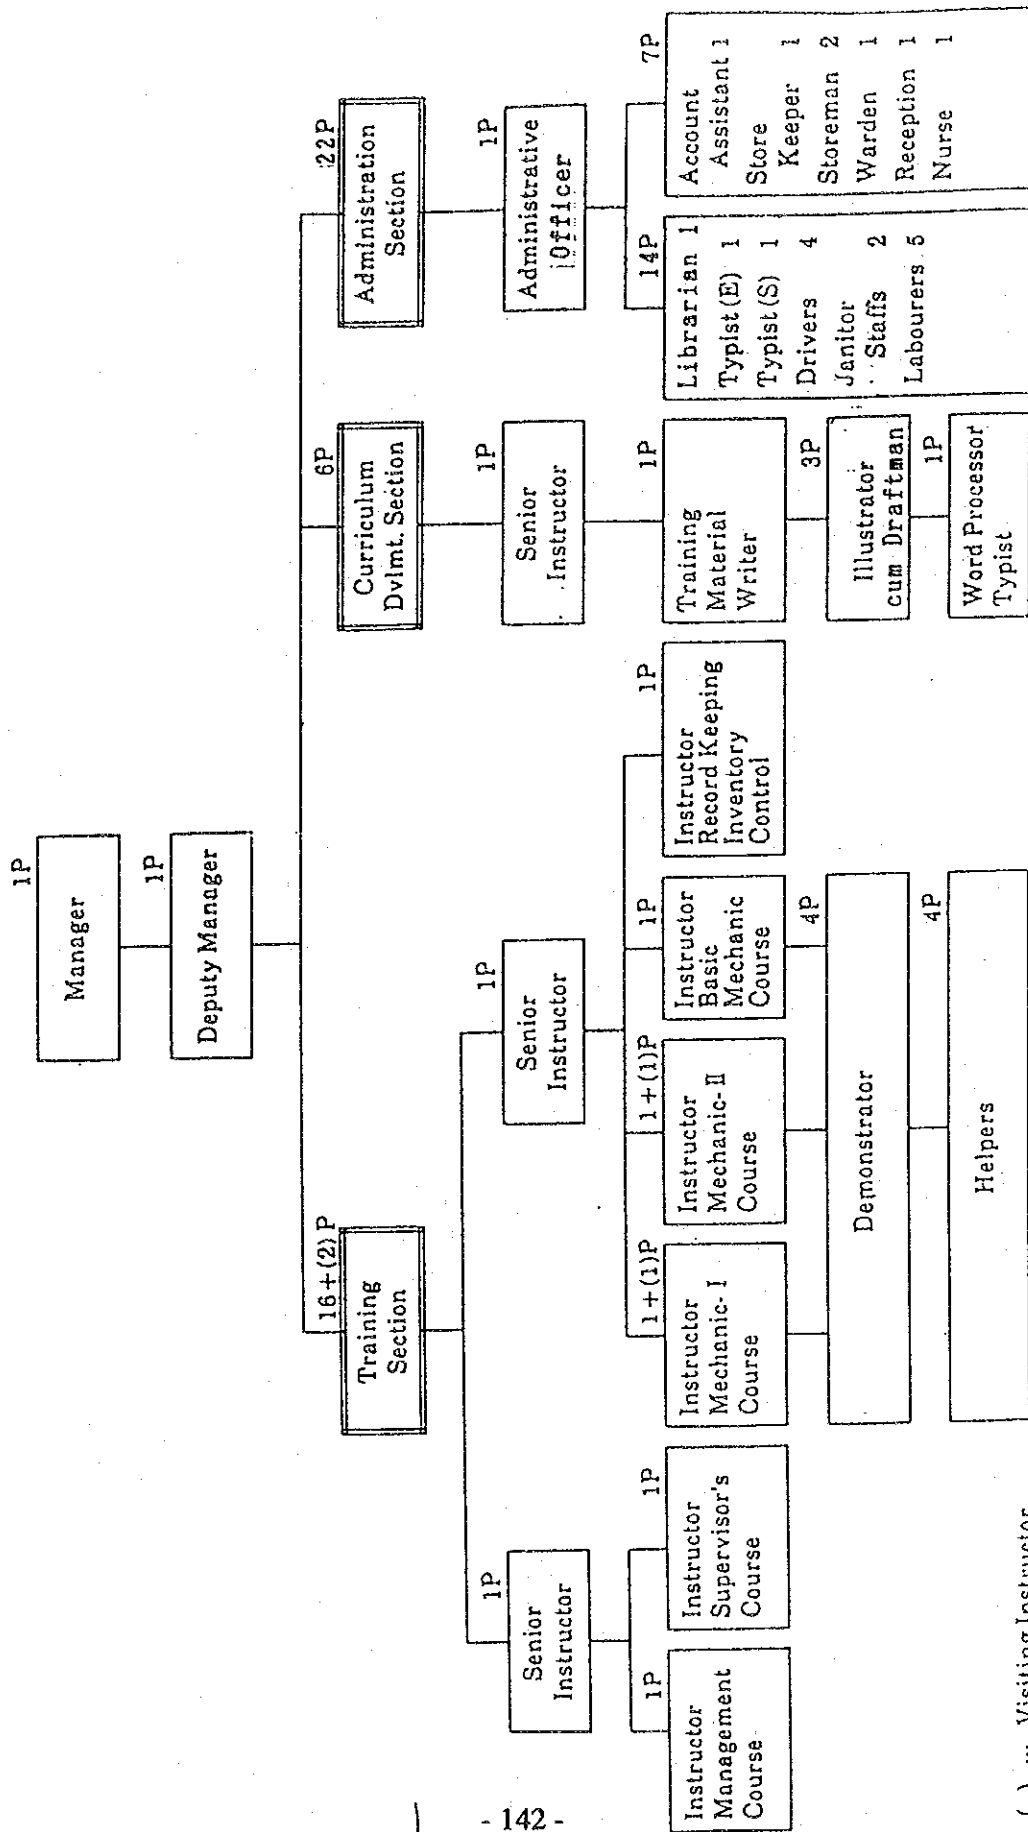 1P
Manager
1P
Deputy Manager
16+(2)P
Training
Section
6P
Curriculum
Dvlmt. Section
22P
Administration
Section
1P
Senior
Instructor
1P
Senior
Instructor
1P
Senior
Instructor
1P
Administrative
Officer
1P
Instructor
Management
Course
1P
Instructor
Supervisor's
Course
1+(1)P
Instructor
Mechanic-I
Course
1+(1)P
Instructor
Mechanic-II
Course
1P
Instructor
Basic
Mechanic
Course
1P
Instructor
Record Keeping
Inventory
Control
4P
Demonstrator
4P
Helpers
1P
Training
Material
Writer
3P
Illustrator
cum Draftman
1P
Word Processor
Typist
14P
Librarian 1
Typist(E) 1
Typist(S) 1
Drivers 4
Janitor
Staffs 2
Labourers 5
7P
Account
Assistant 1
Store
Keeper 1
Storeman 2
Warden 1
Reception 1
Nurse 1
( ) ... Visiting Instructor
- 142 -